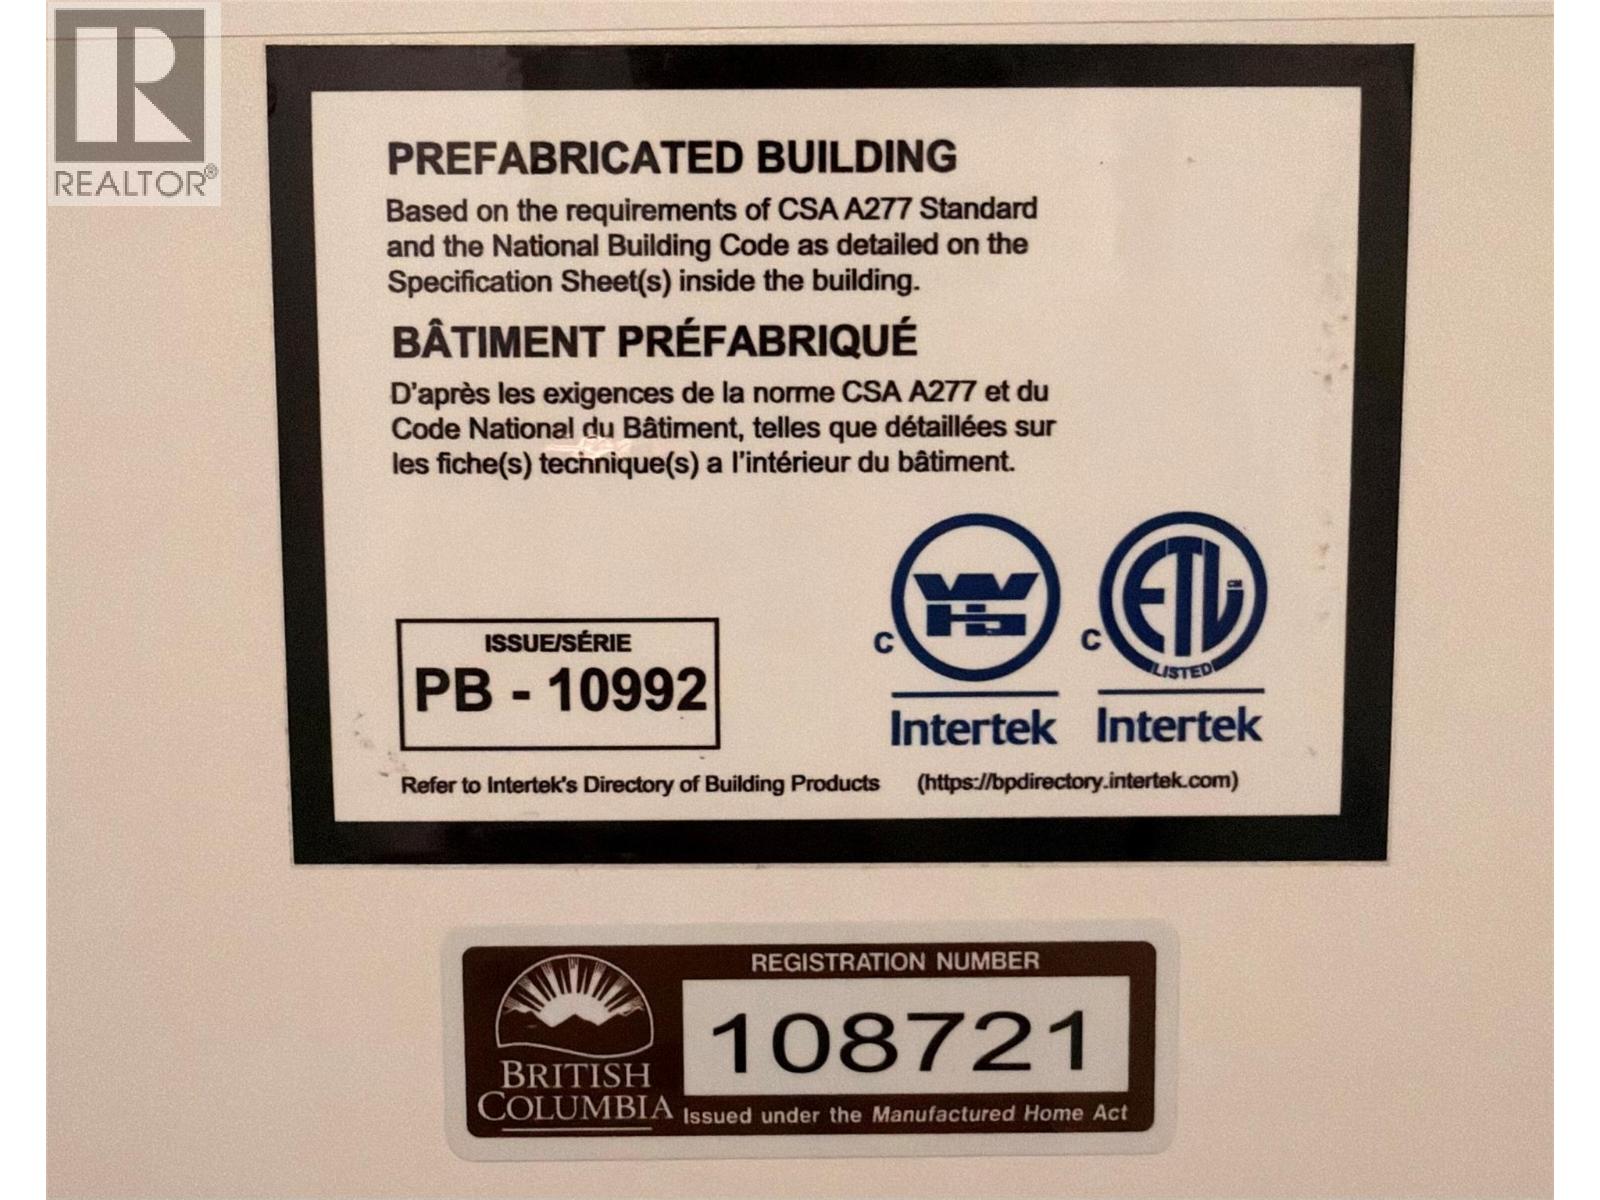 REALTOR®
PREFABRICATED BUILDING
Based on the requirements of CSA A277 Standard
and the National Building Code as detailed on the
Specification Sheet(s) inside the building.
BÂTIMENT PRÉFABRIQUÉ
D'après les exigences de la norme CSA A277 et du
Code National du Bâtiment, telles que détaillées sur
les fiche(s) technique(s) a l'intérieur du bâtiment.
ISSUE/SÉRIE
PB - 10992
C WHS
Intertek
C ETL CM
LISTED
Intertek
Refer to Intertek's Directory of Building Products (https://bpdirectory.intertek.com)
REGISTRATION NUMBER
108721
BRITISH
COLUMBIA
Issued under the Manufactured Home Act